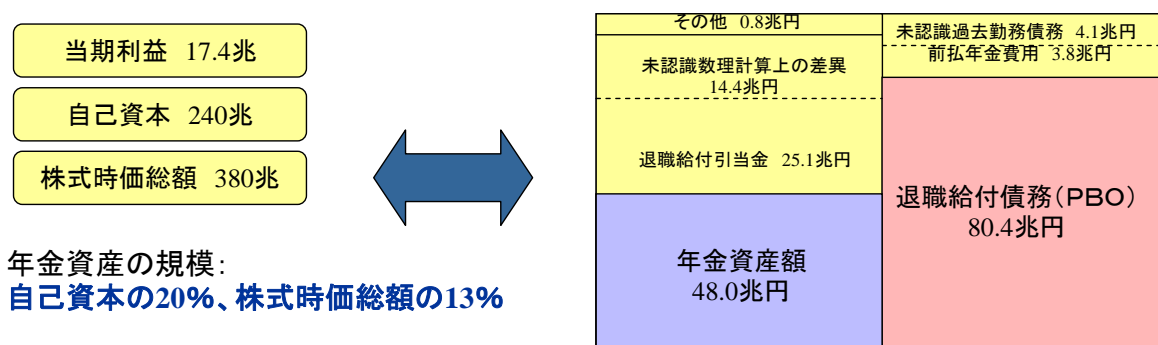 当期利益 17.4兆
自己資本 240兆
株式時価総額 380兆
年金資産の規模:
自己資本の20%、株式時価総額の13%
その他 0.8兆円
未認識数理計算上の差異
14.4兆円
退職給付引当金 25.1兆円
年金資産額
48.0兆円
未認識過去勤務債務 4.1兆円
前払年金費用 3.8兆円
退職給付債務(PBO)
80.4兆円